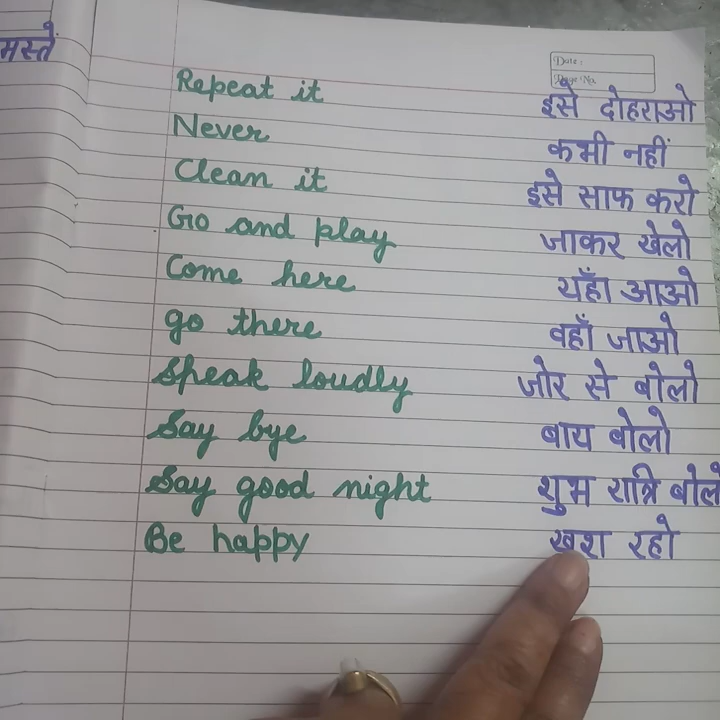 मस्ते
Date :
Page No.
Repeat it इसे दोहराओ
Never कभी नहीं
Clean it इसे साफ करो
Go and play जाकर खेलो
Come here यहाँ आओ
go there वहाँ जाओ
Speak loudly जोर से बोलो
Say bye बाय बोलो
Say good night शुभ रात्रि बोलो
Be happy खुश रहो